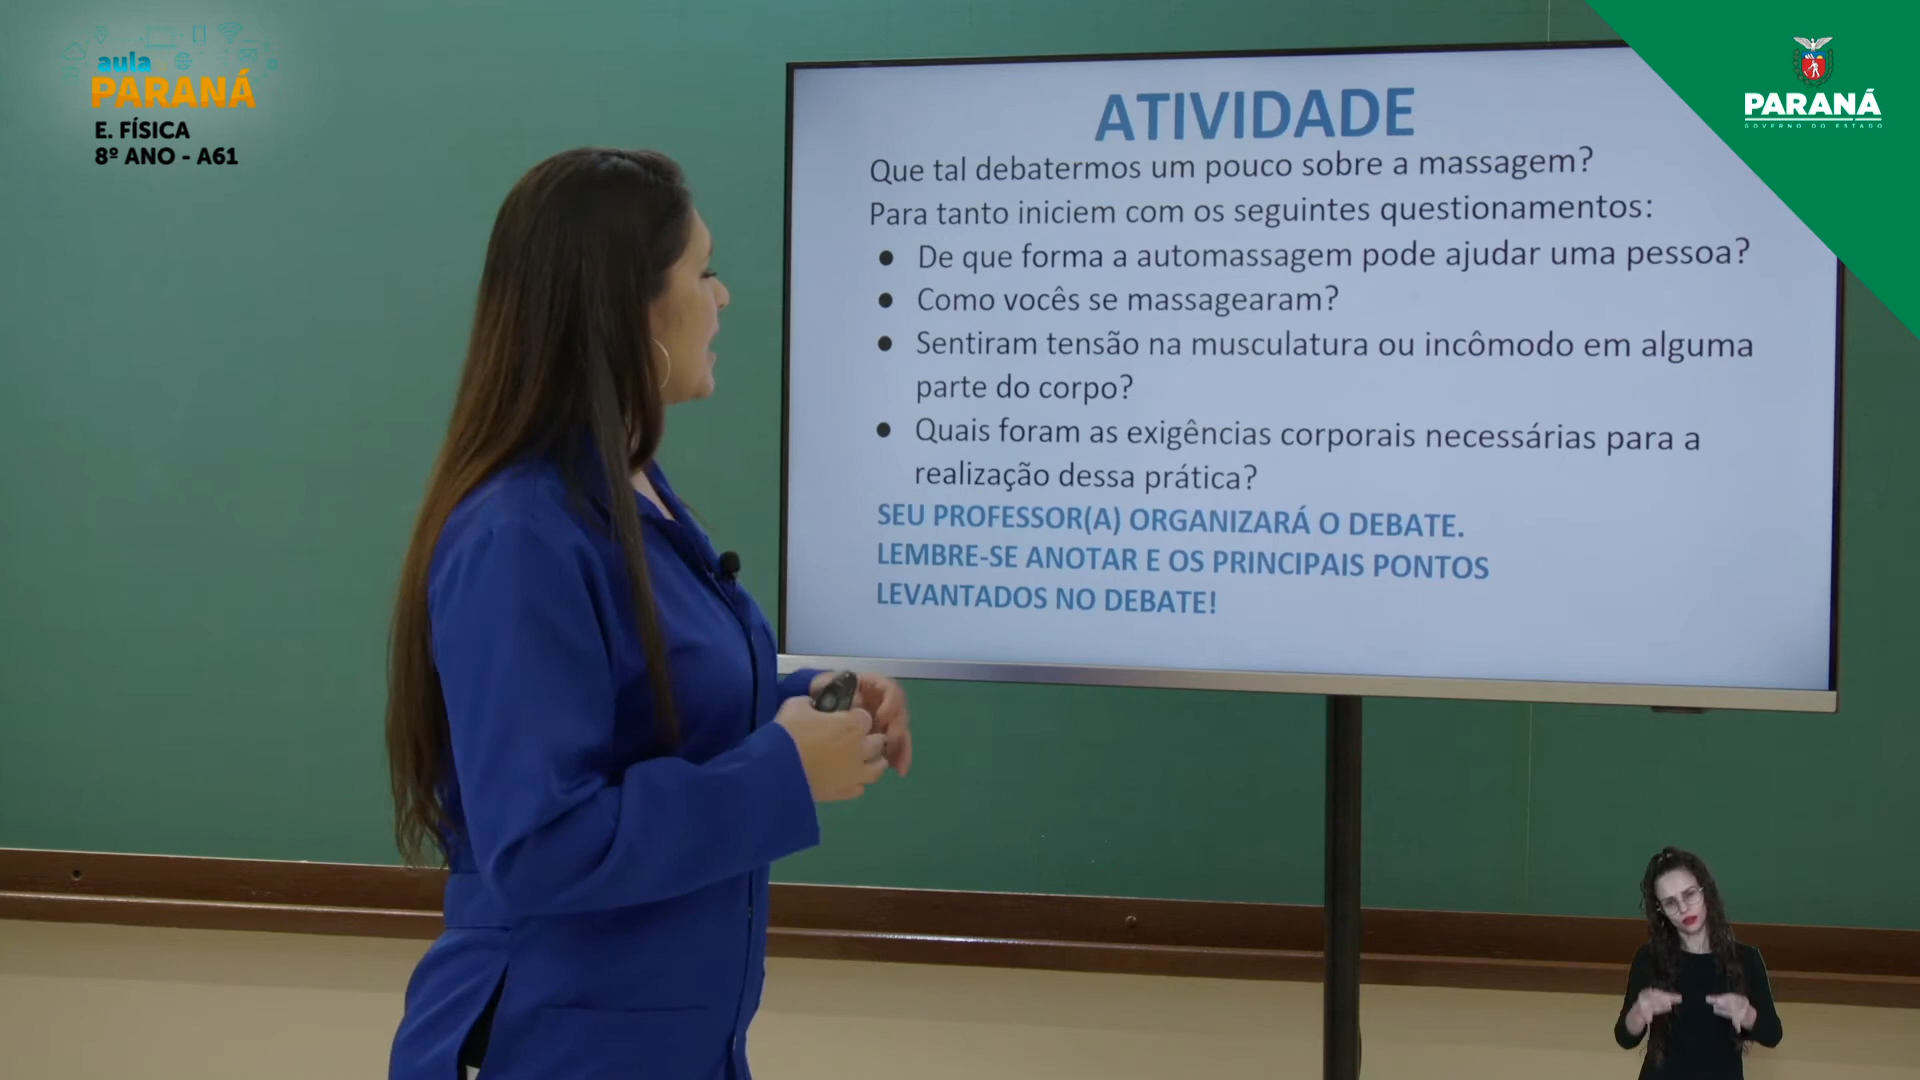 aula
PARANÁ
E. FÍSICA
8º ANO - A61
PARANÁ
GOVERNO DO ESTADO
ATIVIDADE
Que tal debatermos um pouco sobre a massagem?
Para tanto iniciem com os seguintes questionamentos:
● De que forma a automassagem pode ajudar uma pessoa?
● Como vocês se massagearam?
● Sentiram tensão na musculatura ou incômodo em alguma
parte do corpo?
● Quais foram as exigências corporais necessárias para a
realização dessa prática?
SEU PROFESSOR(A) ORGANIZARÁ O DEBATE.
LEMBRE-SE ANOTAR E OS PRINCIPAIS PONTOS
LEVANTADOS NO DEBATE!